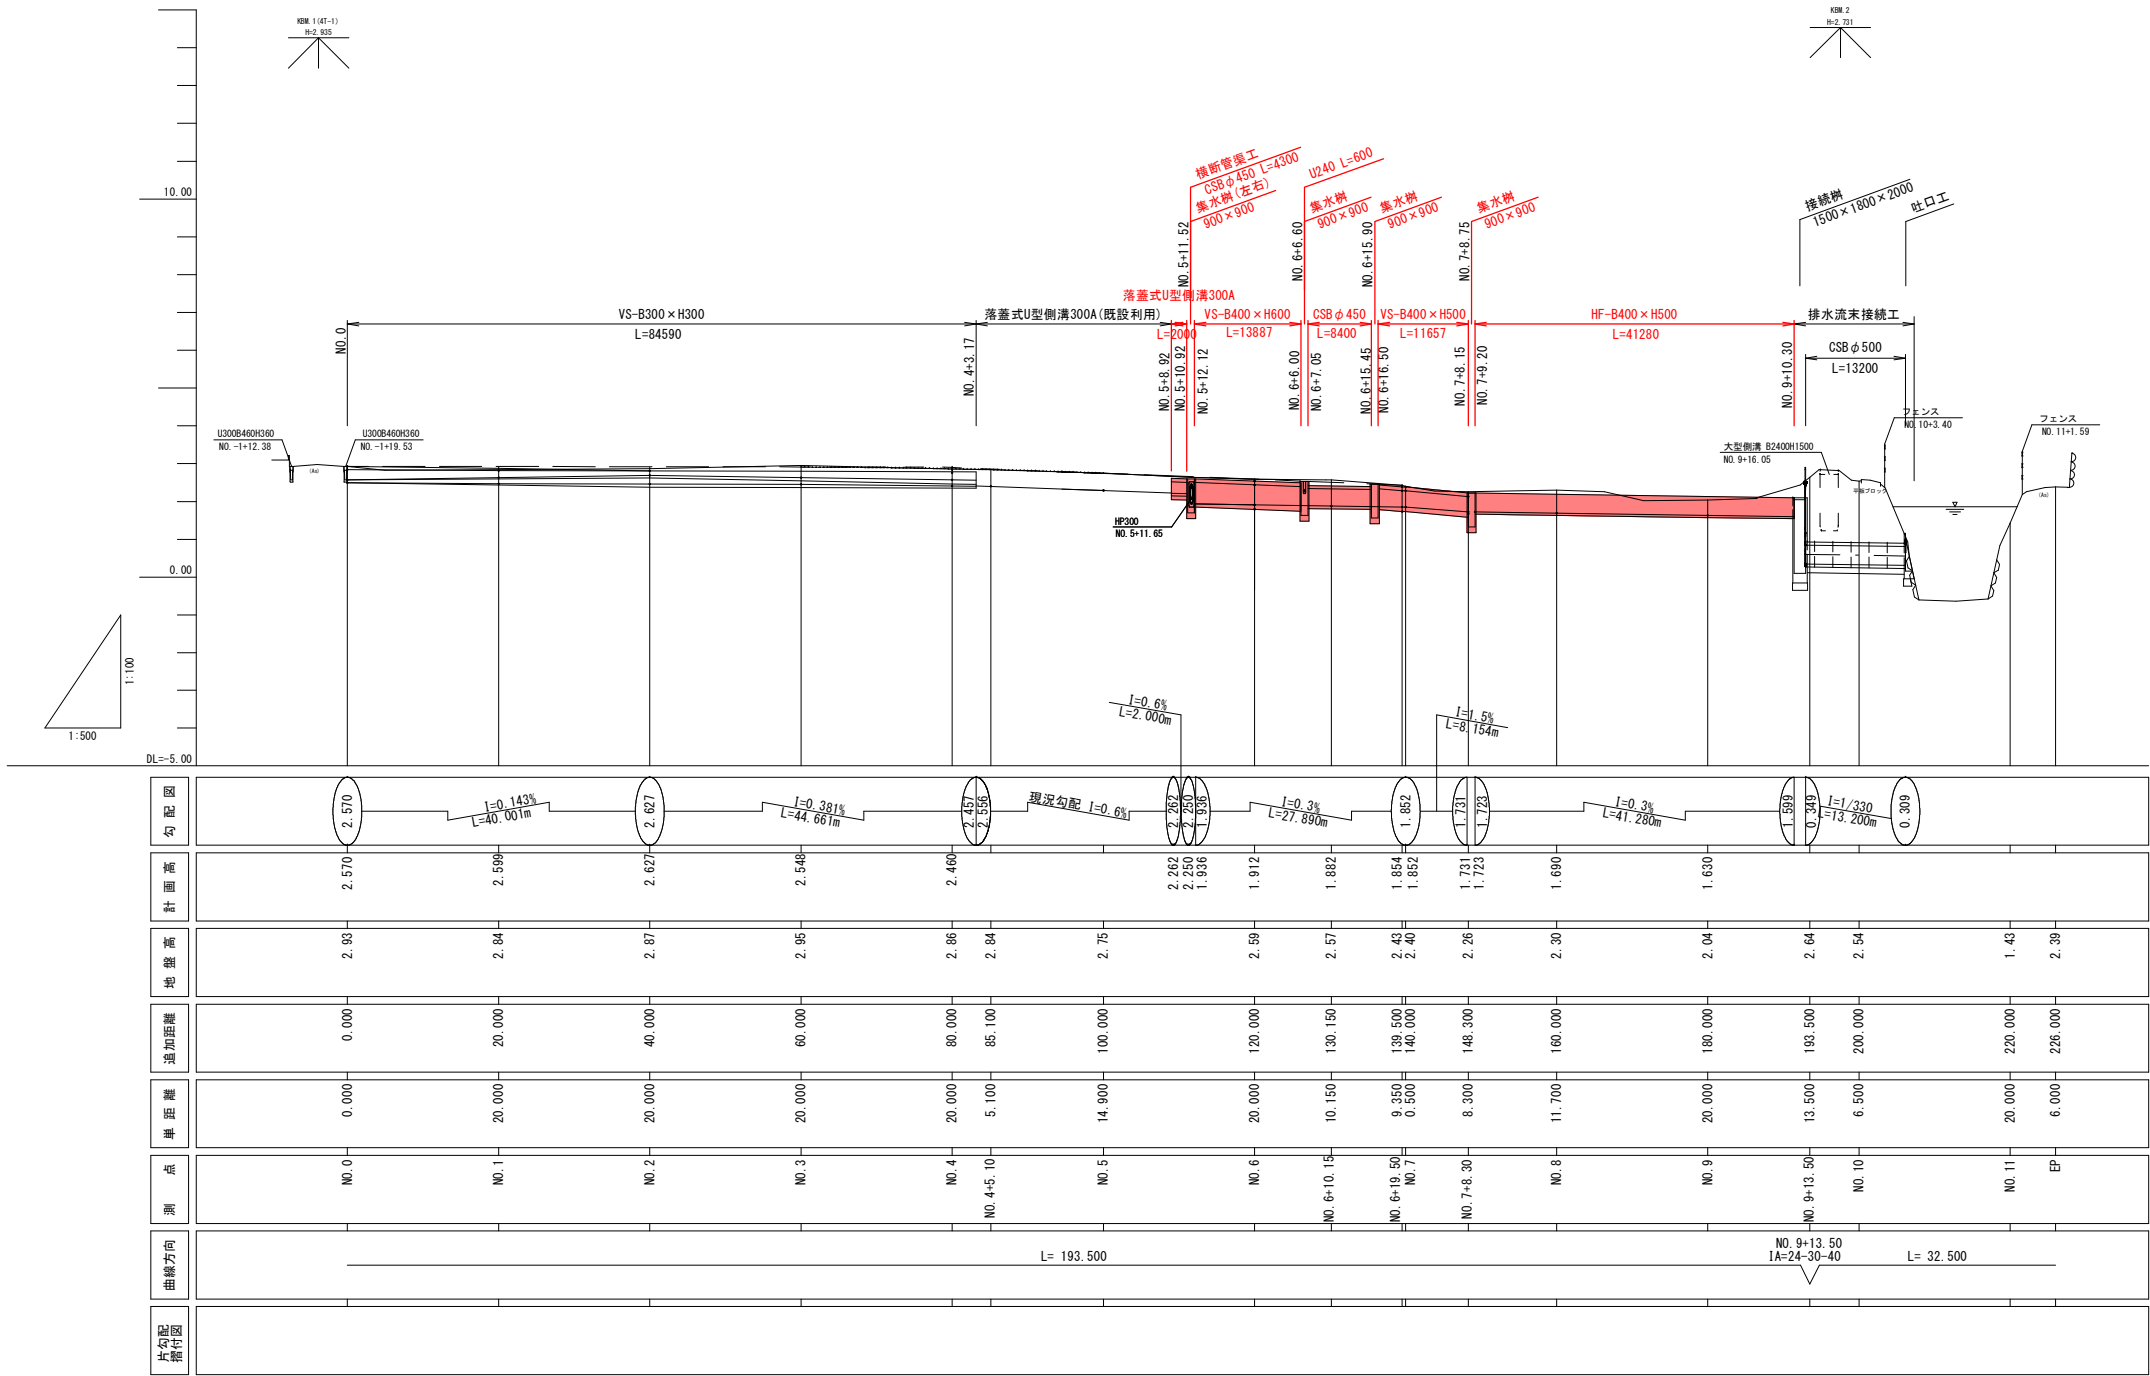 KBM.1(4T-1)
H=2.935
KBM.2
H=2.731
10.00
0.00
DL=-5.00
1:100
1:500
横断管渠工
CSBφ450 L=4300
集水桝(左右)
900×900
NO.5+11.52
U240 L=600
集水桝
900×900
NO.6+6.60
集水桝
900×900
NO.6+15.90
集水桝
900×900
NO.7+8.75
接続桝
1500×1800×2000
吐口工
落蓋式U型側溝300A
VS-B300×H300
L=84590
落蓋式U型側溝300A(既設利用)
L=2000
VS-B400×H600
L=13887
CSBφ450
L=8400
VS-B400×H500
L=11657
HF-B400×H500
L=41280
排水流末接続工
CSBφ500
L=13200
NO.0
NO.4+3.17
NO.5+8.92
NO.5+10.92
NO.5+12.12
NO.6+6.00
NO.6+7.05
NO.6+15.45
NO.6+16.50
NO.7+8.15
NO.7+9.20
NO.9+10.30
U300B460H360
NO.-1+12.38
U300B460H360
NO.-1+19.53
(As)
HP300
NO.5+11.65
大型側溝 B2400H1500
NO.9+16.05
フェンス
NO.10+3.40
フェンス
NO.11+1.59
平板ブロック
(As)
I=0.6%
L=2.000m
I=1.5%
L=8.154m
勾配図
2.570
I=0.143%
L=40.001m
2.627
I=0.381%
L=44.661m
2.457
2.556
現況勾配 I=0.6%
2.262
2.250
1.936
I=0.3%
L=27.890m
1.852
1.731
1.723
I=0.3%
L=41.280m
1.599
0.349
I=1/330
L=13.200m
0.309
計画高
2.570
2.599
2.627
2.548
2.460
2.262
2.250
1.936
1.912
1.882
1.854
1.852
1.731
1.723
1.690
1.630
地盤高
2.93
2.84
2.87
2.95
2.86
2.84
2.75
2.59
2.57
2.43
2.40
2.26
2.30
2.04
2.64
2.54
1.43
2.39
追加距離
0.000
20.000
40.000
60.000
80.000
85.100
100.000
120.000
130.150
139.500
140.000
148.300
160.000
180.000
193.500
200.000
220.000
226.000
単距離
0.000
20.000
20.000
20.000
20.000
5.100
14.900
20.000
10.150
9.350
0.500
8.300
11.700
20.000
13.500
6.500
20.000
6.000
測点
NO.0
NO.1
NO.2
NO.3
NO.4
NO.4+5.10
NO.5
NO.6
NO.6+10.15
NO.6+19.50
NO.7
NO.7+8.30
NO.8
NO.9
NO.9+13.50
NO.10
NO.11
EP
曲線方向
L= 193.500
NO.9+13.50
IA=24-30-40
L= 32.500
片勾配
摺付図